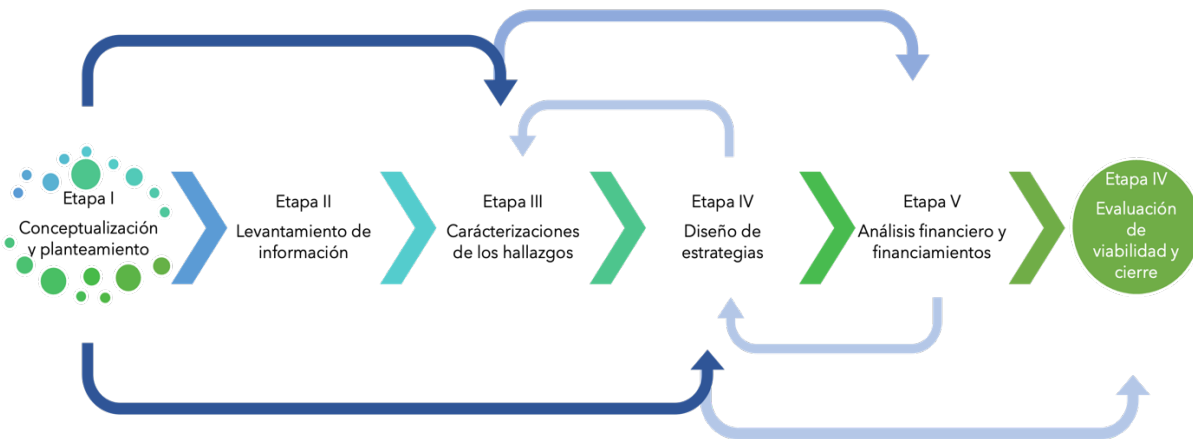 Etapa I
Conceptualización
y planteamiento
Etapa II
Levantamiento de
información
Etapa III
Carácterizaciones
de los hallazgos
Etapa IV
Diseño de
estrategias
Etapa V
Análisis financiero y
financiamientos
Etapa IV
Evaluación
de
viabilidad y
cierre